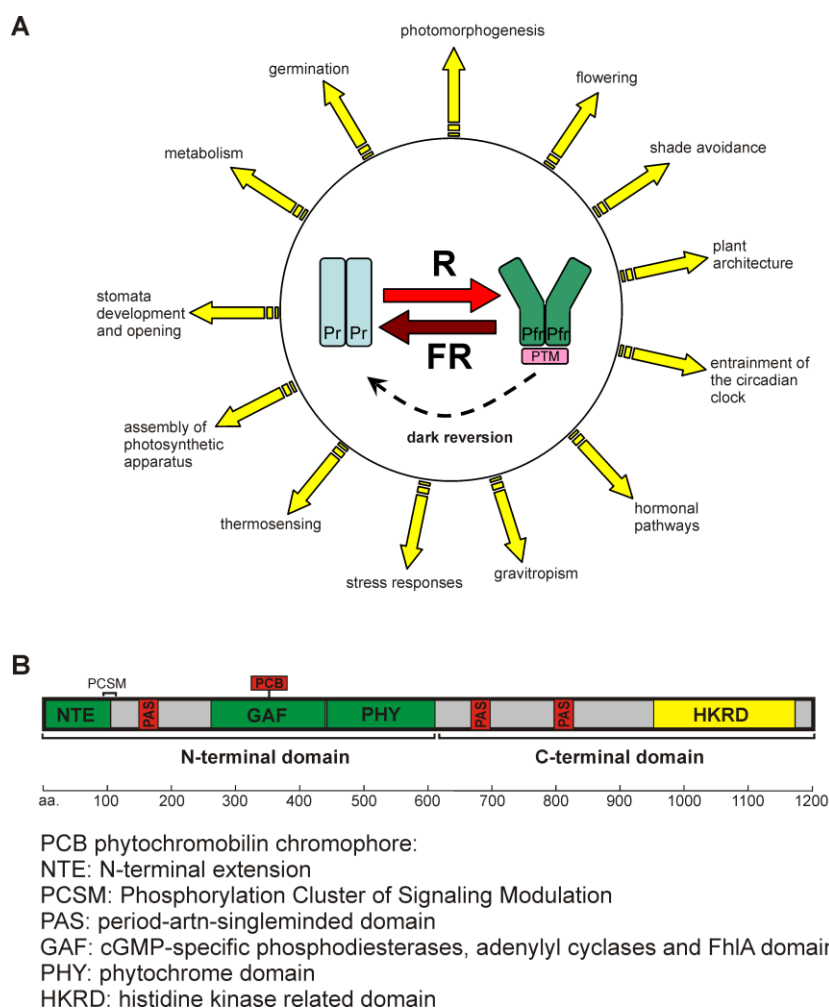 A
photomorphogenesis
germination
flowering
metabolism
shade avoidance
R
plant
architecture
stomata
development
and opening
Pr Pr
Pfr Pfr
PTM
FR
entrainment of
the circadian
clock
dark reversion
assembly of
photosynthetic
apparatus
thermosensing
hormonal
pathways
stress responses
gravitropism
B
PCSM
PCB
NTE PAS GAF PHY PAS PAS HKRD
N-terminal domain C-terminal domain
aa. 100 200 300 400 500 600 700 800 900 1000 1100 1200
PCB phytochromobilin chromophore:
NTE: N-terminal extension
PCSM: Phosphorylation Cluster of Signaling Modulation
PAS: period-artn-singleminded domain
GAF: cGMP-specific phosphodiesterases, adenylyl cyclases and FhlA domain
PHY: phytochrome domain
HKRD: histidine kinase related domain